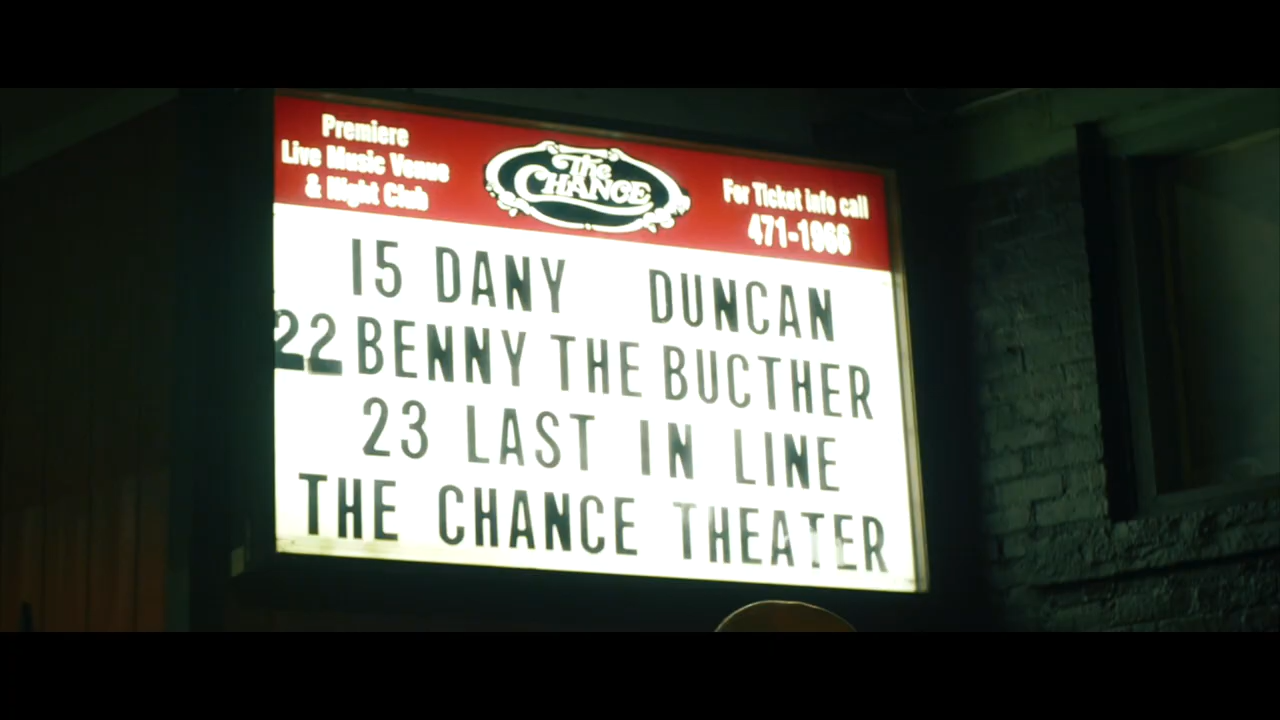 Premiere
Live Music Venue
& Night Club
The
CHANCE
For Ticket info call
471-1966
15 DANY DUNCAN
22 BENNY THE BUCTHER
23 LAST IN LINE
THE CHANCE THEATER